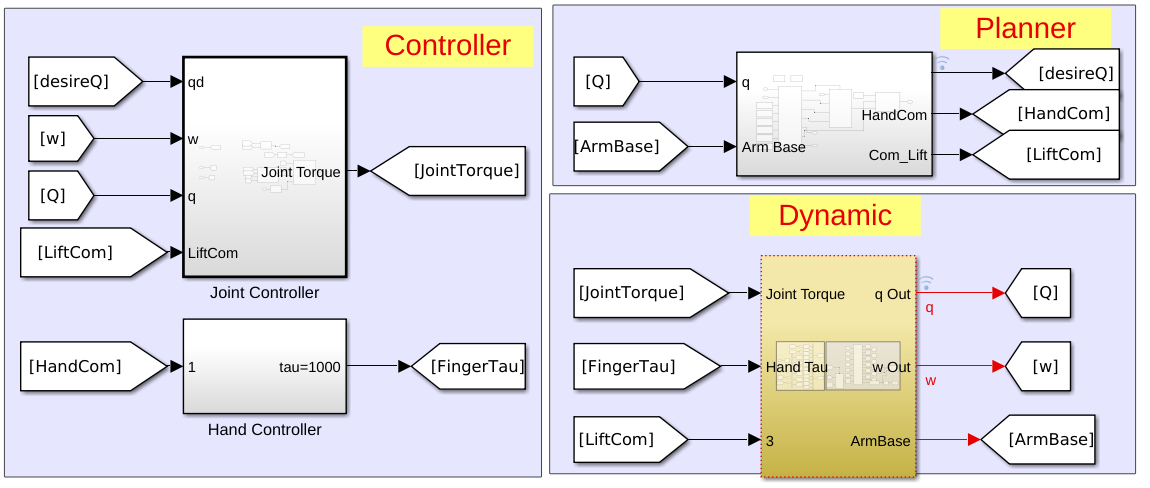 Controller
[desireQ]
qd
[w]
w
[Q]
q
[LiftCom]
LiftCom
Joint Torque
[JointTorque]
Joint Controller
[HandCom]
1
tau=1000
[FingerTau]
Hand Controller
Planner
[Q]
q
[ArmBase]
Arm Base
HandCom
Com_Lift
[desireQ]
[HandCom]
[LiftCom]
Dynamic
[JointTorque]
Joint Torque
q Out
q
[Q]
[FingerTau]
Hand Tau
w Out
w
[w]
[LiftCom]
3
ArmBase
[ArmBase]